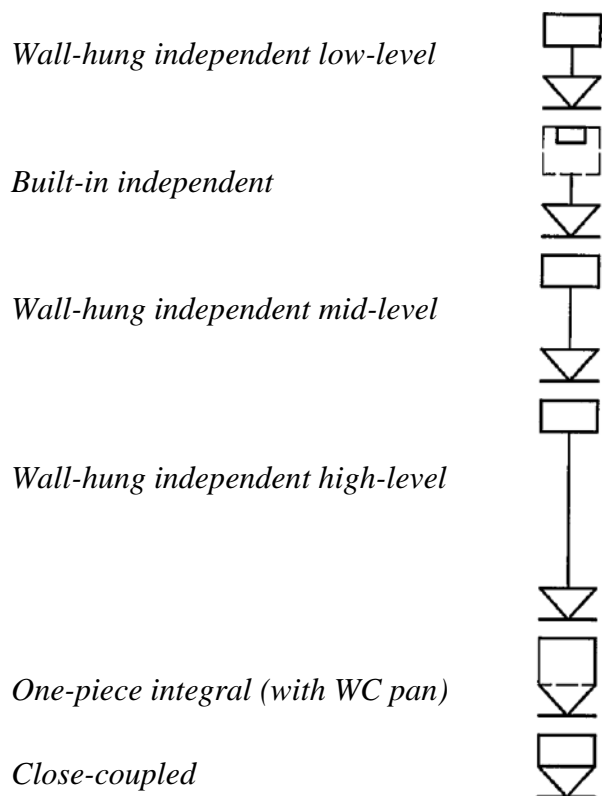 Wall-hung independent low-level
Built-in independent
Wall-hung independent mid-level
Wall-hung independent high-level
One-piece integral (with WC pan)
Close-coupled